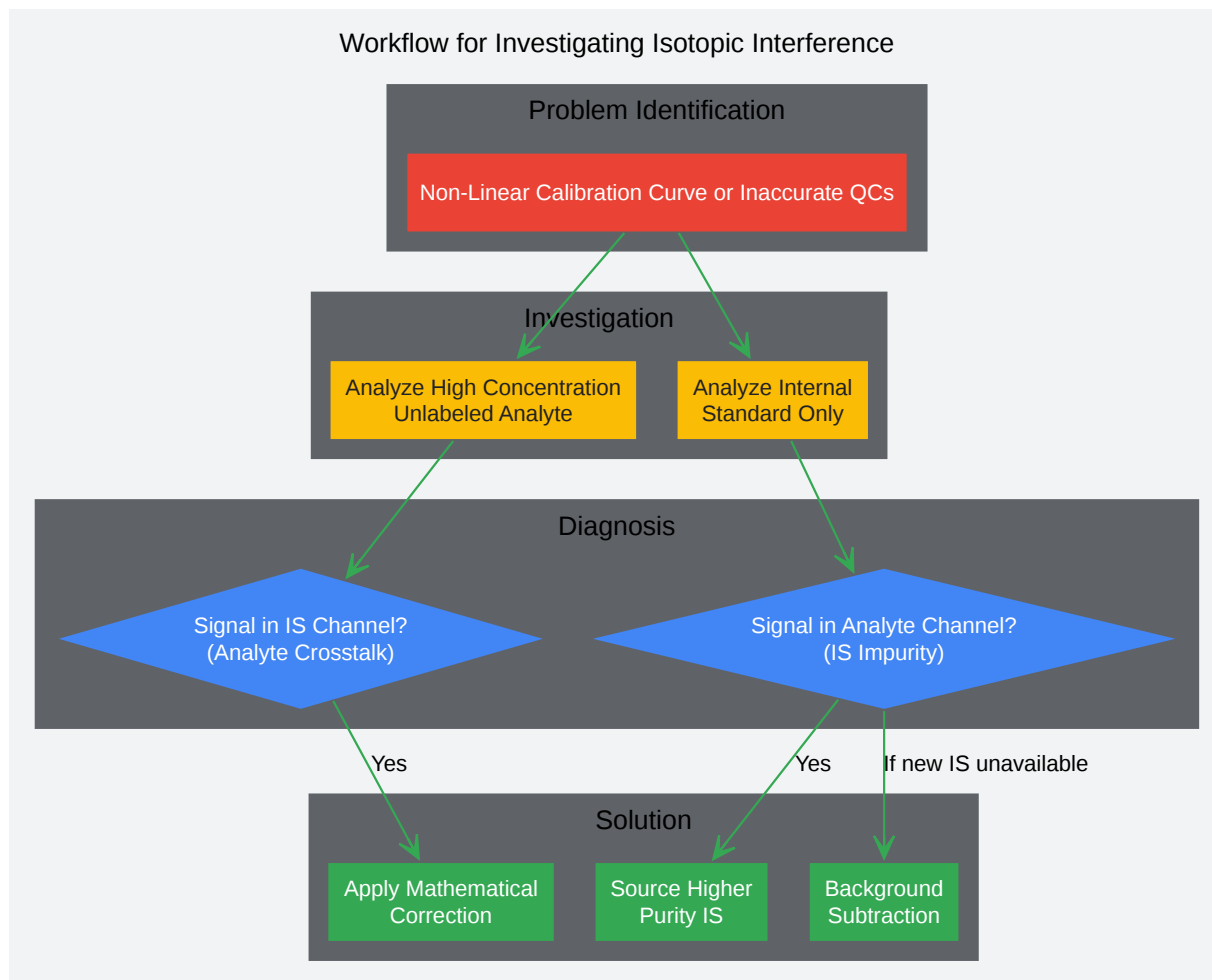 Workflow for Investigating Isotopic Interference
Problem Identification
Non-Linear Calibration Curve or Inaccurate QCs
Investigation
Analyze High Concentration
Unlabeled Analyte
Analyze Internal
Standard Only
Diagnosis
Signal in IS Channel?
(Analyte Crosstalk)
Signal in Analyte Channel?
(IS Impurity)
Yes
Yes
If new IS unavailable
Solution
Apply Mathematical
Correction
Source Higher
Purity IS
Background
Subtraction